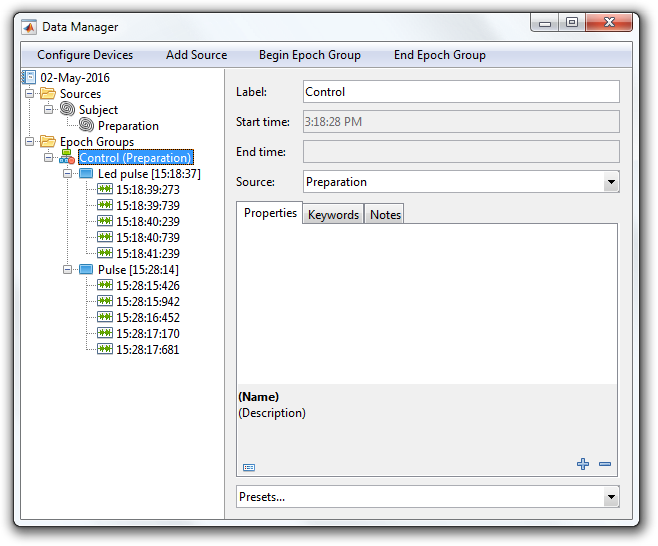 Data Manager
Configure Devices Add Source Begin Epoch Group End Epoch Group
02-May-2016
Sources
Subject
Preparation
Epoch Groups
Control (Preparation)
Led pulse [15:18:37]
15:18:39:273
15:18:39:739
15:18:40:239
15:18:40:739
15:18:41:239
Pulse [15:28:14]
15:28:15:426
15:28:15:942
15:28:16:452
15:28:17:170
15:28:17:681
Label: Control
Start time: 3:18:28 PM
End time:
Source: Preparation
Properties Keywords Notes
(Name)
(Description)
Presets...